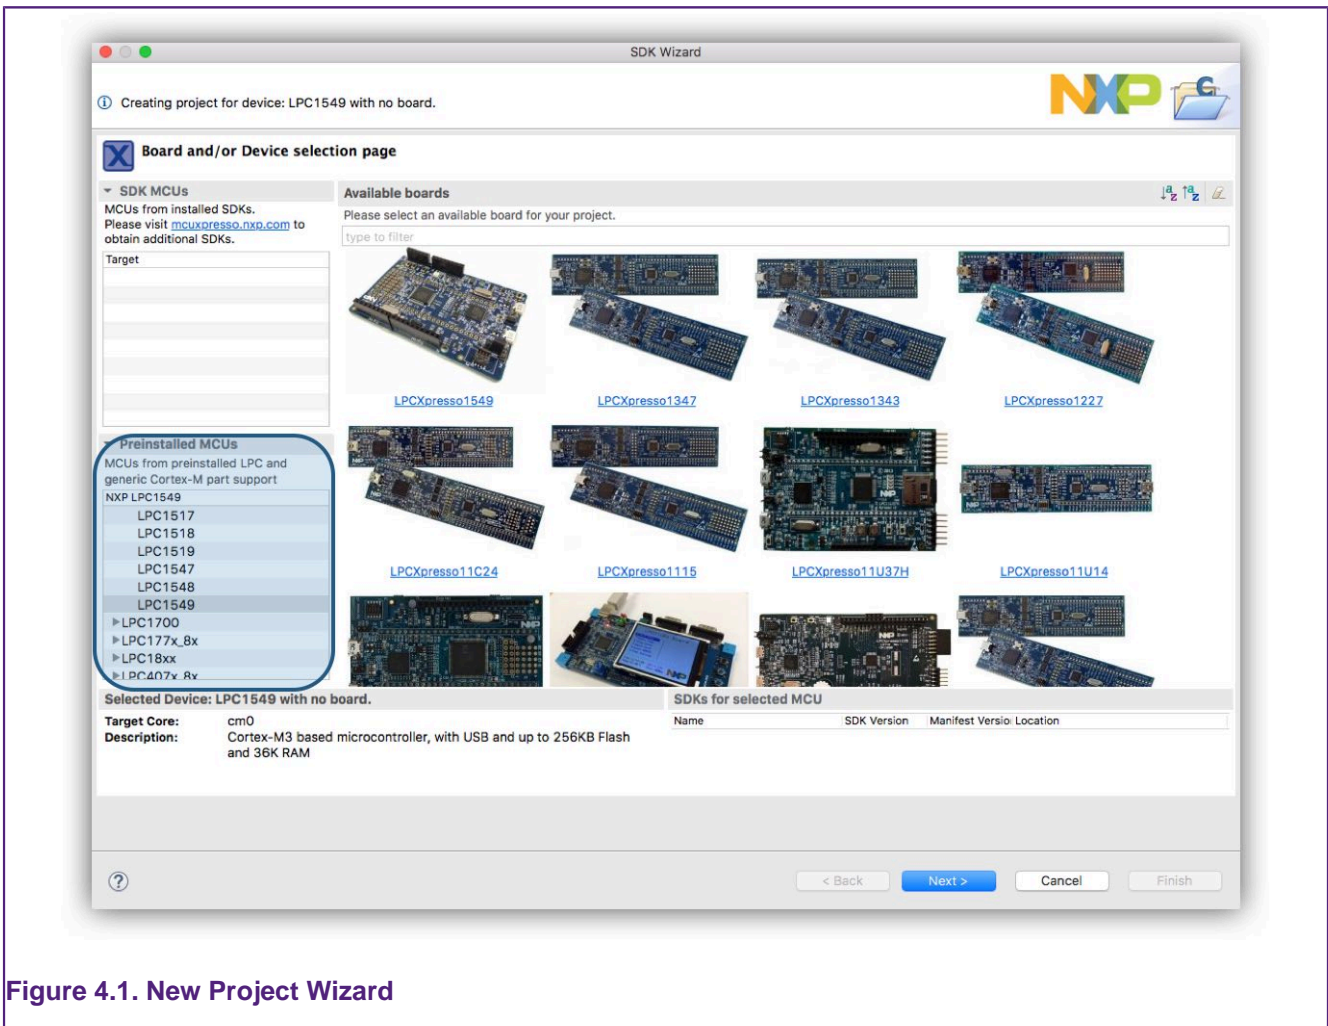 SDK Wizard
Creating project for device: LPC1549 with no board.
NXP
Board and/or Device selection page
SDK MCUs
MCUs from installed SDKs.
Please visit mcuxpresso.nxp.com to
obtain additional SDKs.
Target
Available boards
Please select an available board for your project.
type to filter
LPCXpresso1549
LPCXpresso1347
LPCXpresso1343
LPCXpresso1227
LPCXpresso11C24
LPCXpresso1115
LPCXpresso11U37H
LPCXpresso11U14
Preinstalled MCUs
MCUs from preinstalled LPC and
generic Cortex-M part support
NXP LPC1549
LPC1517
LPC1518
LPC1519
LPC1547
LPC1548
LPC1549
LPC1700
LPC177x_8x
LPC18xx
LPC407x_8x
Selected Device: LPC1549 with no board.
Target Core: cm0
Description: Cortex-M3 based microcontroller, with USB and up to 256KB Flash
and 36K RAM
SDKs for selected MCU
Name SDK Version Manifest Versio Location
< Back Next > Cancel Finish
Figure 4.1. New Project Wizard